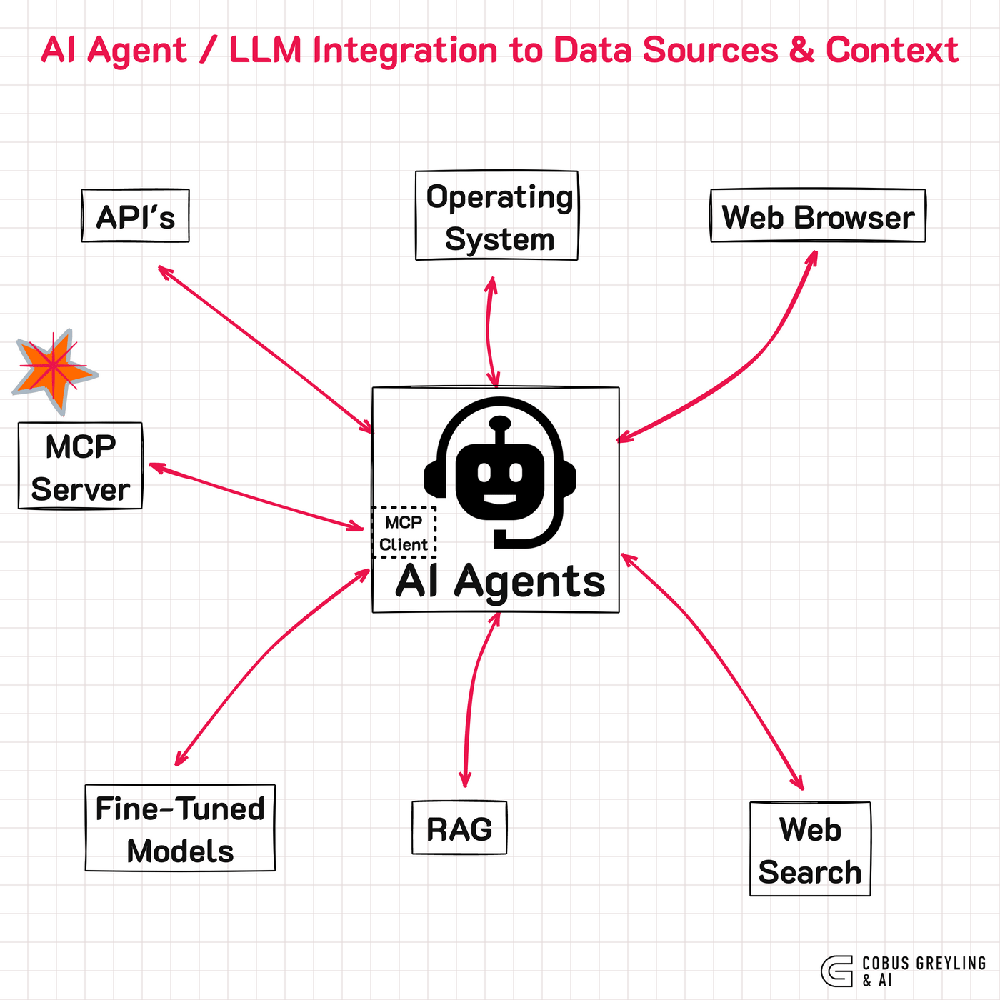 AI Agent / LLM Integration to Data Sources & Context
API's
Operating
System
Web Browser
MCP
Server
MCP
Client
AI Agents
Fine-Tuned
Models
RAG
Web
Search
COBUS GREYLING
& AI